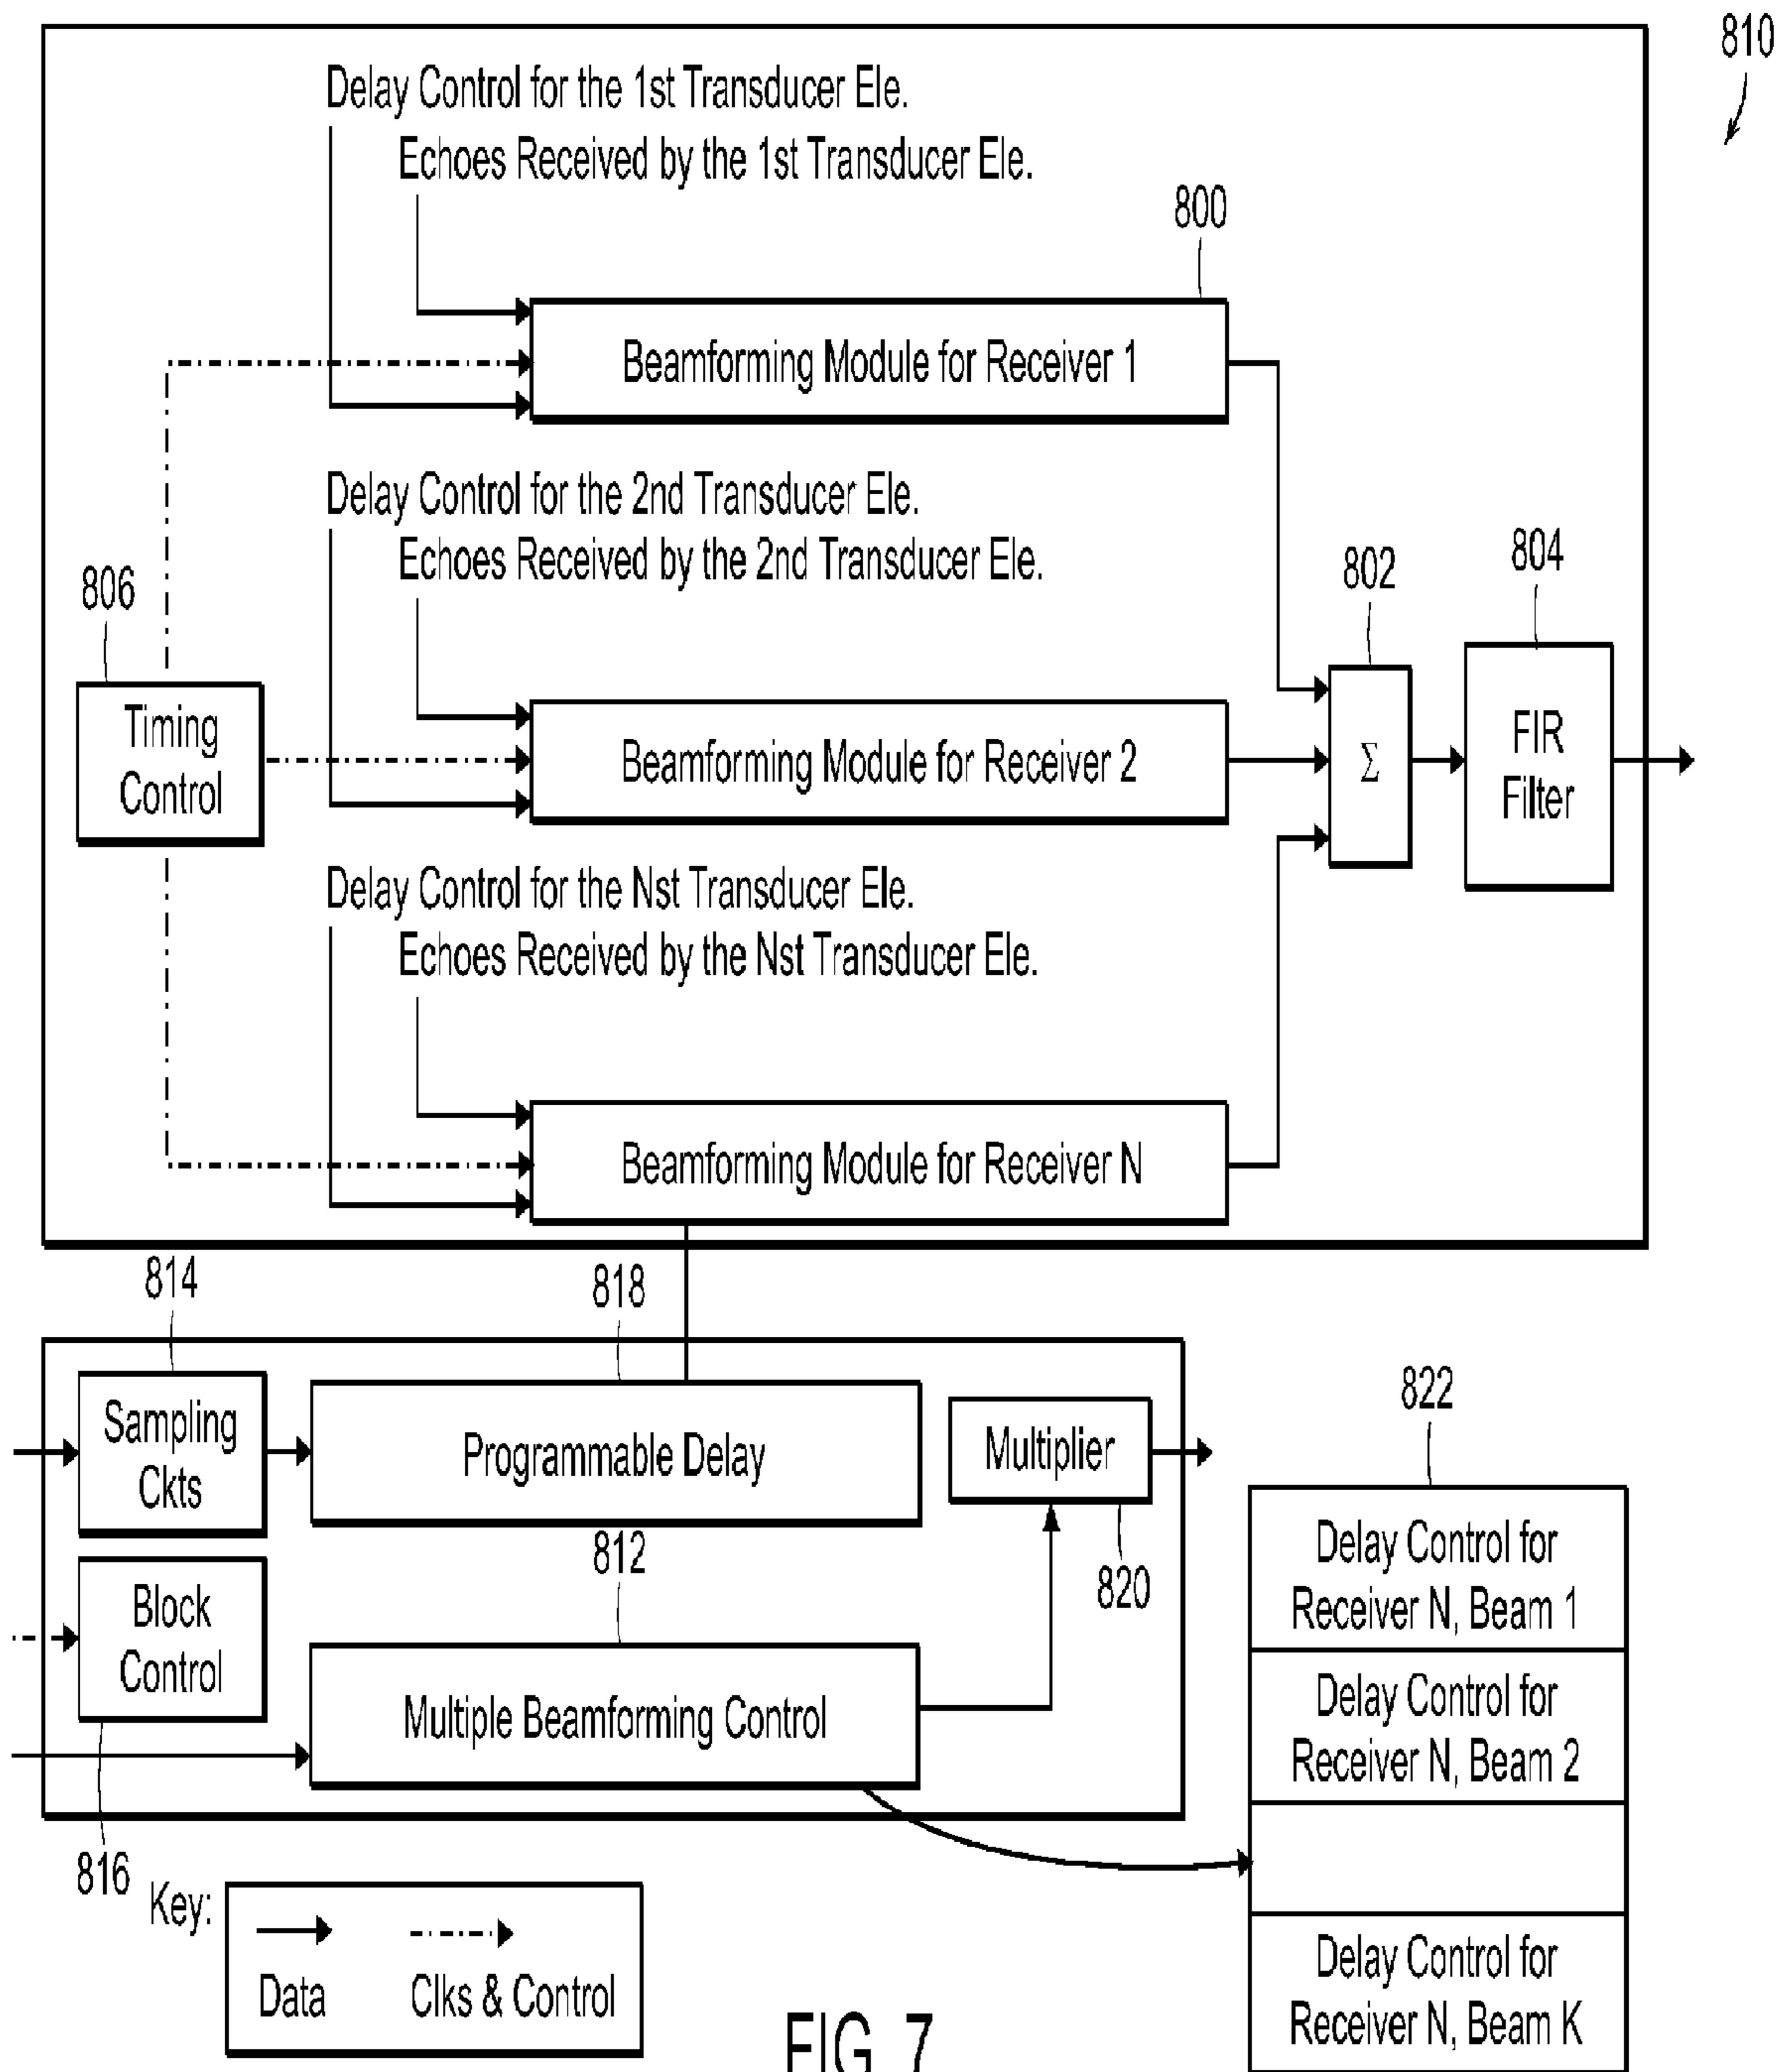 810
Delay Control for the 1st Transducer Ele.
Echoes Received by the 1st Transducer Ele.
800
Beamforming Module for Receiver 1
Delay Control for the 2nd Transducer Ele.
Echoes Received by the 2nd Transducer Ele.
806
802
804
Timing
Control
Beamforming Module for Receiver 2
Σ
FIR
Filter
Delay Control for the Nst Transducer Ele.
Echoes Received by the Nst Transducer Ele.
Beamforming Module for Receiver N
814
818
Sampling
Ckts
Programmable Delay
Multiplier
822
812
820
Block
Control
Multiple Beamforming Control
Delay Control for
Receiver N, Beam 1
Delay Control for
Receiver N, Beam 2
Delay Control for
Receiver N, Beam K
816
Key:
Data
Clks & Control
FIG. 7